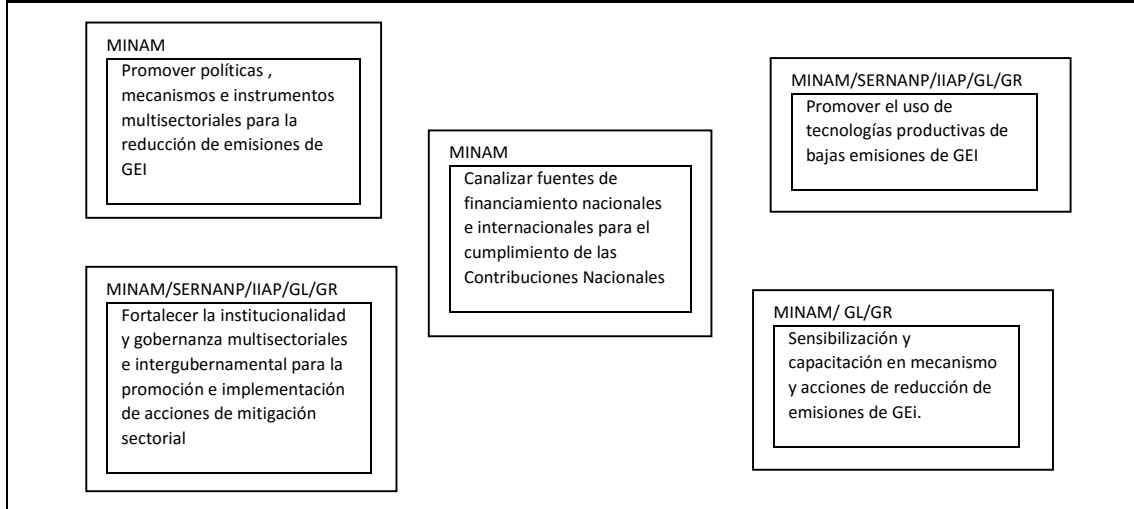 MINAM
Promover políticas ,
mecanismos e instrumentos
multisectoriales para la
reducción de emisiones de
GEI
MINAM/SERNANP/IIAP/GL/GR
Fortalecer la institucionalidad
y gobernanza multisectoriales
e intergubernamental para la
promoción e implementación
de acciones de mitigación
sectorial
MINAM
Canalizar fuentes de
financiamiento nacionales
e internacionales para el
cumplimiento de las
Contribuciones Nacionales
MINAM/SERNANP/IIAP/GL/GR
Promover el uso de
tecnologías productivas de
bajas emisiones de GEI
MINAM/ GL/GR
Sensibilización y
capacitación en mecanismo
y acciones de reducción de
emisiones de GEi.